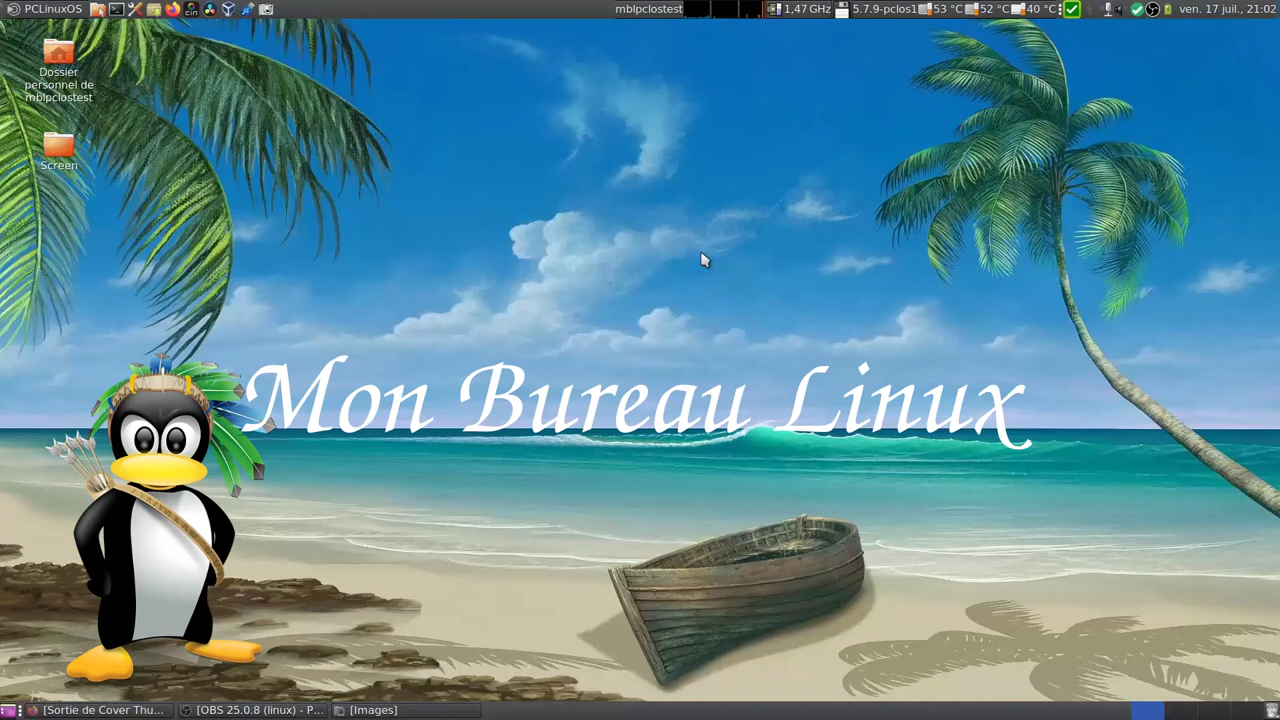 PCLinuxOS
mblpclostest
1,47 GHz
5.7.9-pclos1
53 °C
52 °C
40 °C
ven. 17 juil., 21:02
Dossier
personnel de
mblpclostest
Screen
Mon Bureau Linux
[Sortie de Cover Thu...
[OBS 25.0.8 (linux) - P...
[Images]